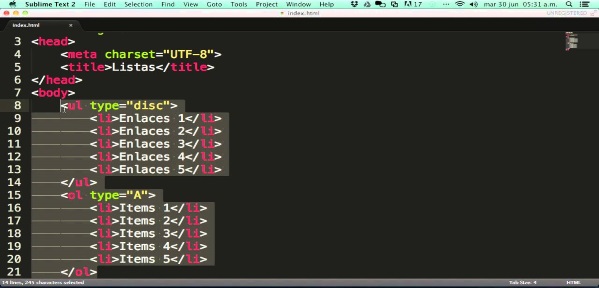 Sublime Text 2 File Edit Selection Find View Goto Tools Project Window Help 17 mar 30 jun 05:31 a.m.
index.html UNREGISTERED
index.html
3 <head>
4 <meta charset="UTF-8">
5 <title>Listas</title>
6 </head>
7 <body>
8 <ul type="disc">
9 <li>Enlaces 1</li>
10 <li>Enlaces 2</li>
11 <li>Enlaces 3</li>
12 <li>Enlaces 4</li>
13 <li>Enlaces 5</li>
14 </ul>
15 <ol type="A">
16 <li>Items 1</li>
17 <li>Items 2</li>
18 <li>Items 3</li>
19 <li>Items 4</li>
20 <li>Items 5</li>
21 </ol>
14 lines, 245 characters selected Tab Size: 4 HTML